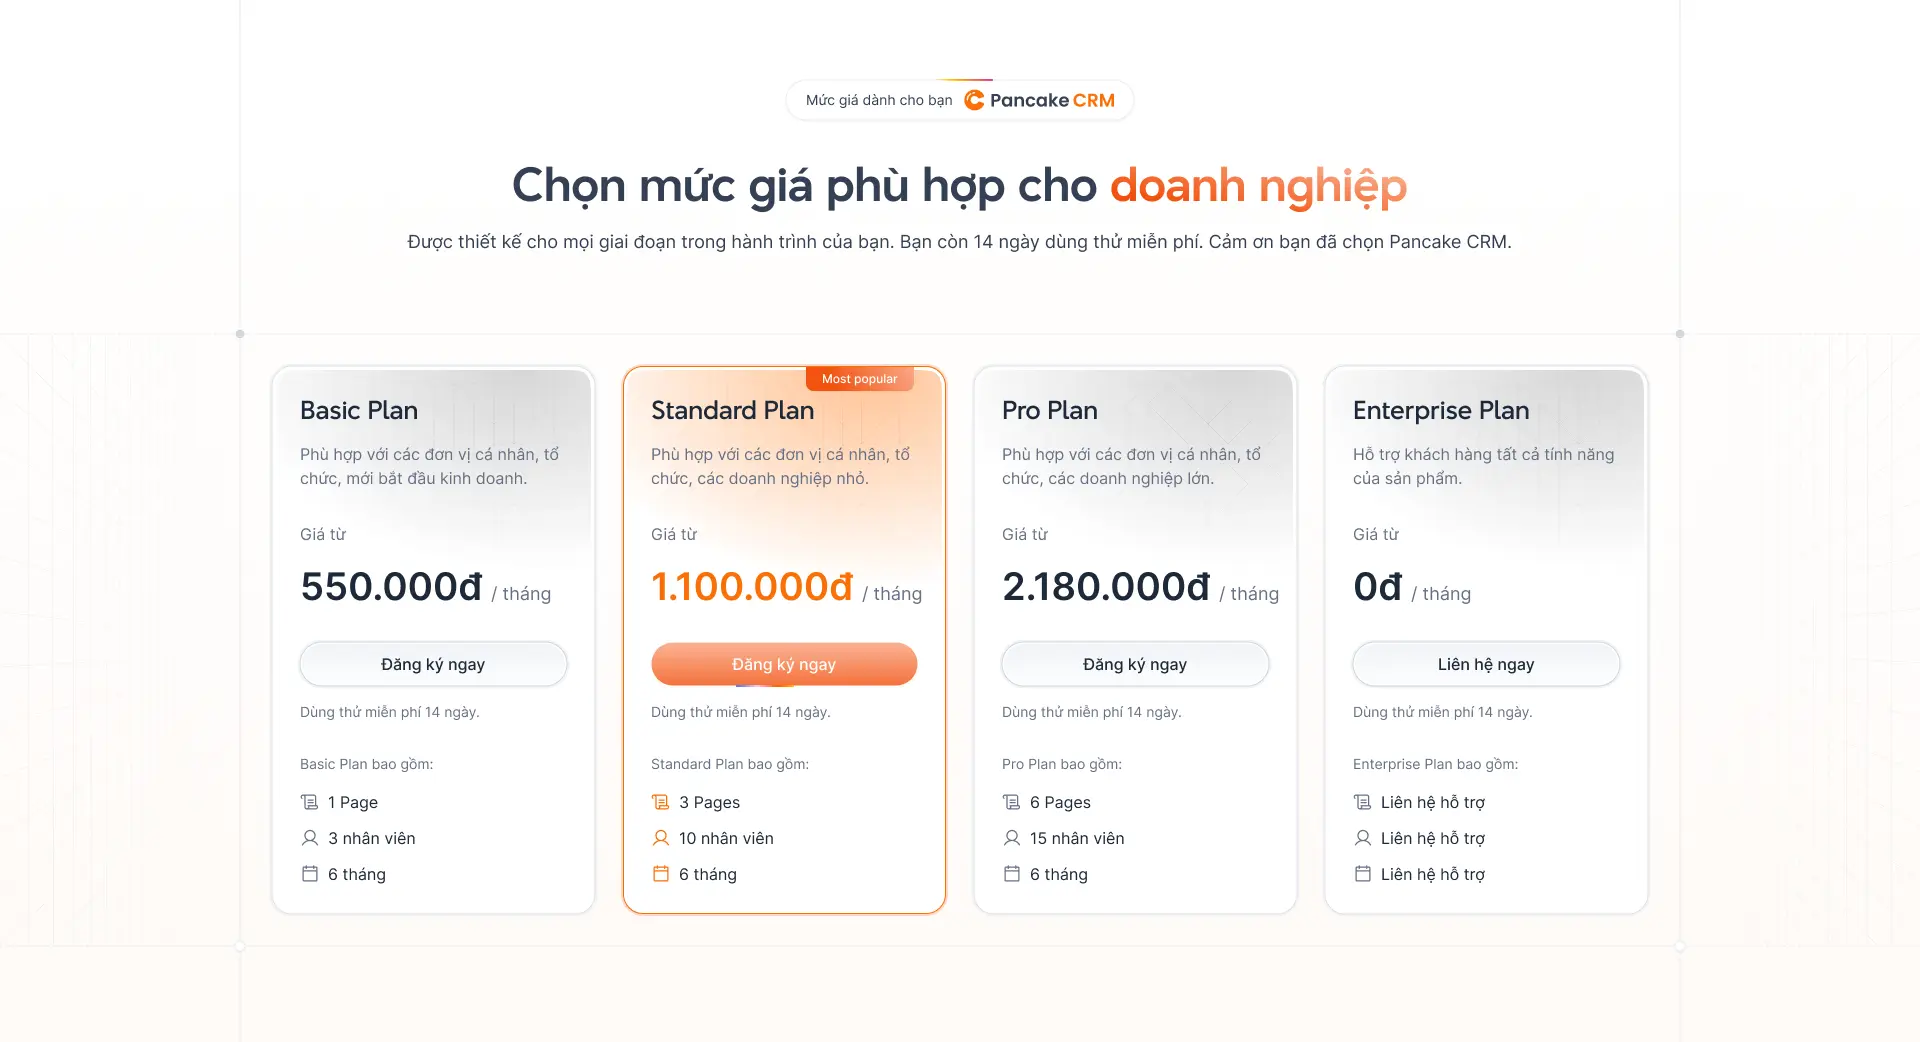 Mức giá dành cho bạn Pancake CRM
Chọn mức giá phù hợp cho doanh nghiệp
Được thiết kế cho mọi giai đoạn trong hành trình của bạn. Bạn còn 14 ngày dùng thử miễn phí. Cảm ơn bạn đã chọn Pancake CRM.
Basic Plan
Phù hợp với các đơn vị cá nhân, tổ
chức, mới bắt đầu kinh doanh.
Giá từ
550.000đ / tháng
Đăng ký ngay
Dùng thử miễn phí 14 ngày.
Basic Plan bao gồm:
1 Page
3 nhân viên
6 tháng
Most popular
Standard Plan
Phù hợp với các đơn vị cá nhân, tổ
chức, các doanh nghiệp nhỏ.
Giá từ
1.100.000đ / tháng
Đăng ký ngay
Dùng thử miễn phí 14 ngày.
Standard Plan bao gồm:
3 Pages
10 nhân viên
6 tháng
Pro Plan
Phù hợp với các đơn vị cá nhân, tổ
chức, các doanh nghiệp lớn.
Giá từ
2.180.000đ / tháng
Đăng ký ngay
Dùng thử miễn phí 14 ngày.
Pro Plan bao gồm:
6 Pages
15 nhân viên
6 tháng
Enterprise Plan
Hỗ trợ khách hàng tất cả tính năng
của sản phẩm.
Giá từ
0đ / tháng
Liên hệ ngay
Dùng thử miễn phí 14 ngày.
Enterprise Plan bao gồm:
Liên hệ hỗ trợ
Liên hệ hỗ trợ
Liên hệ hỗ trợ